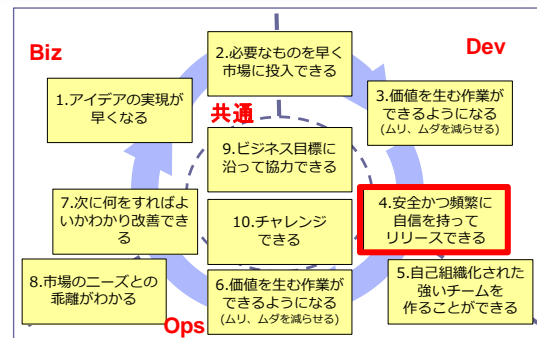 Biz
Dev
2.必要なものを早く
市場に投入できる
1.アイデアの実現が
早くなる
3.価値を生む作業が
できるようになる
(ムリ、ムダを減らせる)
共通
9.ビジネス目標に
沿って協力できる
7.次に何をすればよ
いかわかり改善でき
る
10.チャレンジ
できる
4.安全かつ頻繁に
自信を持って
リリースできる
8.市場のニーズとの
乖離がわかる
6.価値を生む作業が
できるようになる
(ムリ、ムダを減らせる)
5.自己組織化された
強いチームを
作ることができる
Ops